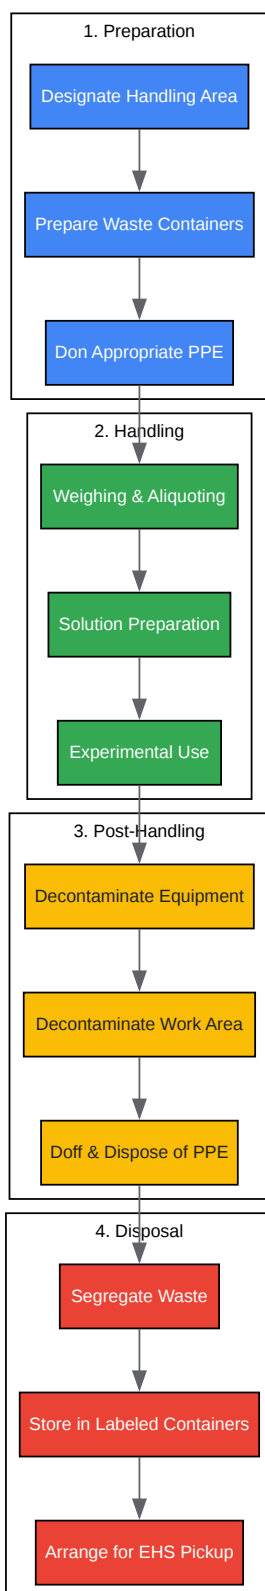 1. Preparation
Designate Handling Area
Prepare Waste Containers
Don Appropriate PPE
2. Handling
Weighing & Aliquoting
Solution Preparation
Experimental Use
3. Post-Handling
Decontaminate Equipment
Decontaminate Work Area
Doff & Dispose of PPE
4. Disposal
Segregate Waste
Store in Labeled Containers
Arrange for EHS Pickup